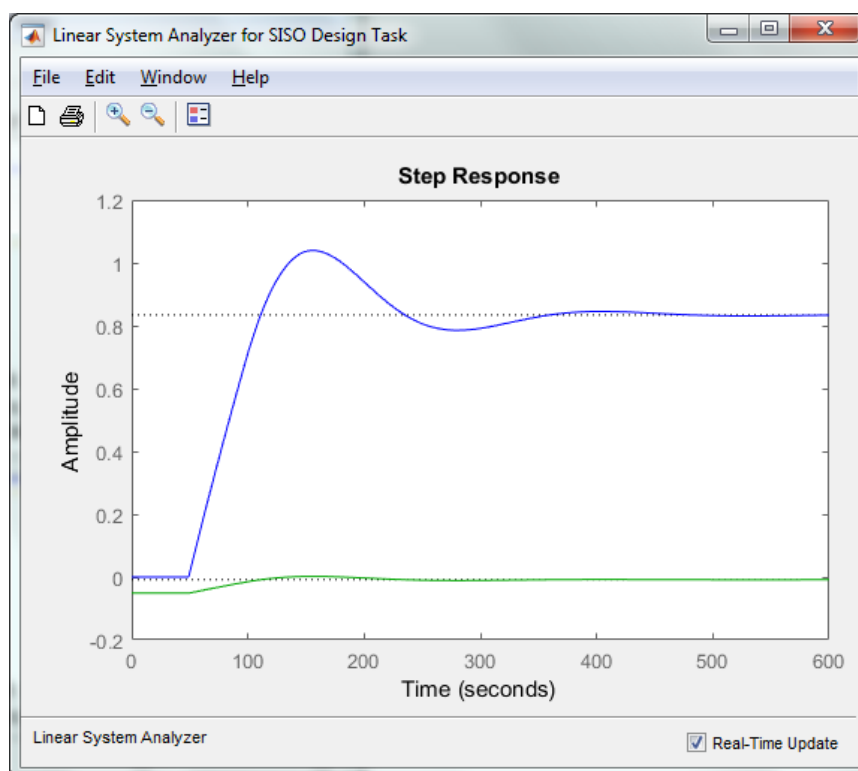 Linear System Analyzer for SISO Design Task
File Edit Window Help
Step Response
1.2
1
0.8
0.6
0.4
0.2
0
-0.2
Amplitude
0 100 200 300 400 500 600
Time (seconds)
Linear System Analyzer
Real-Time Update